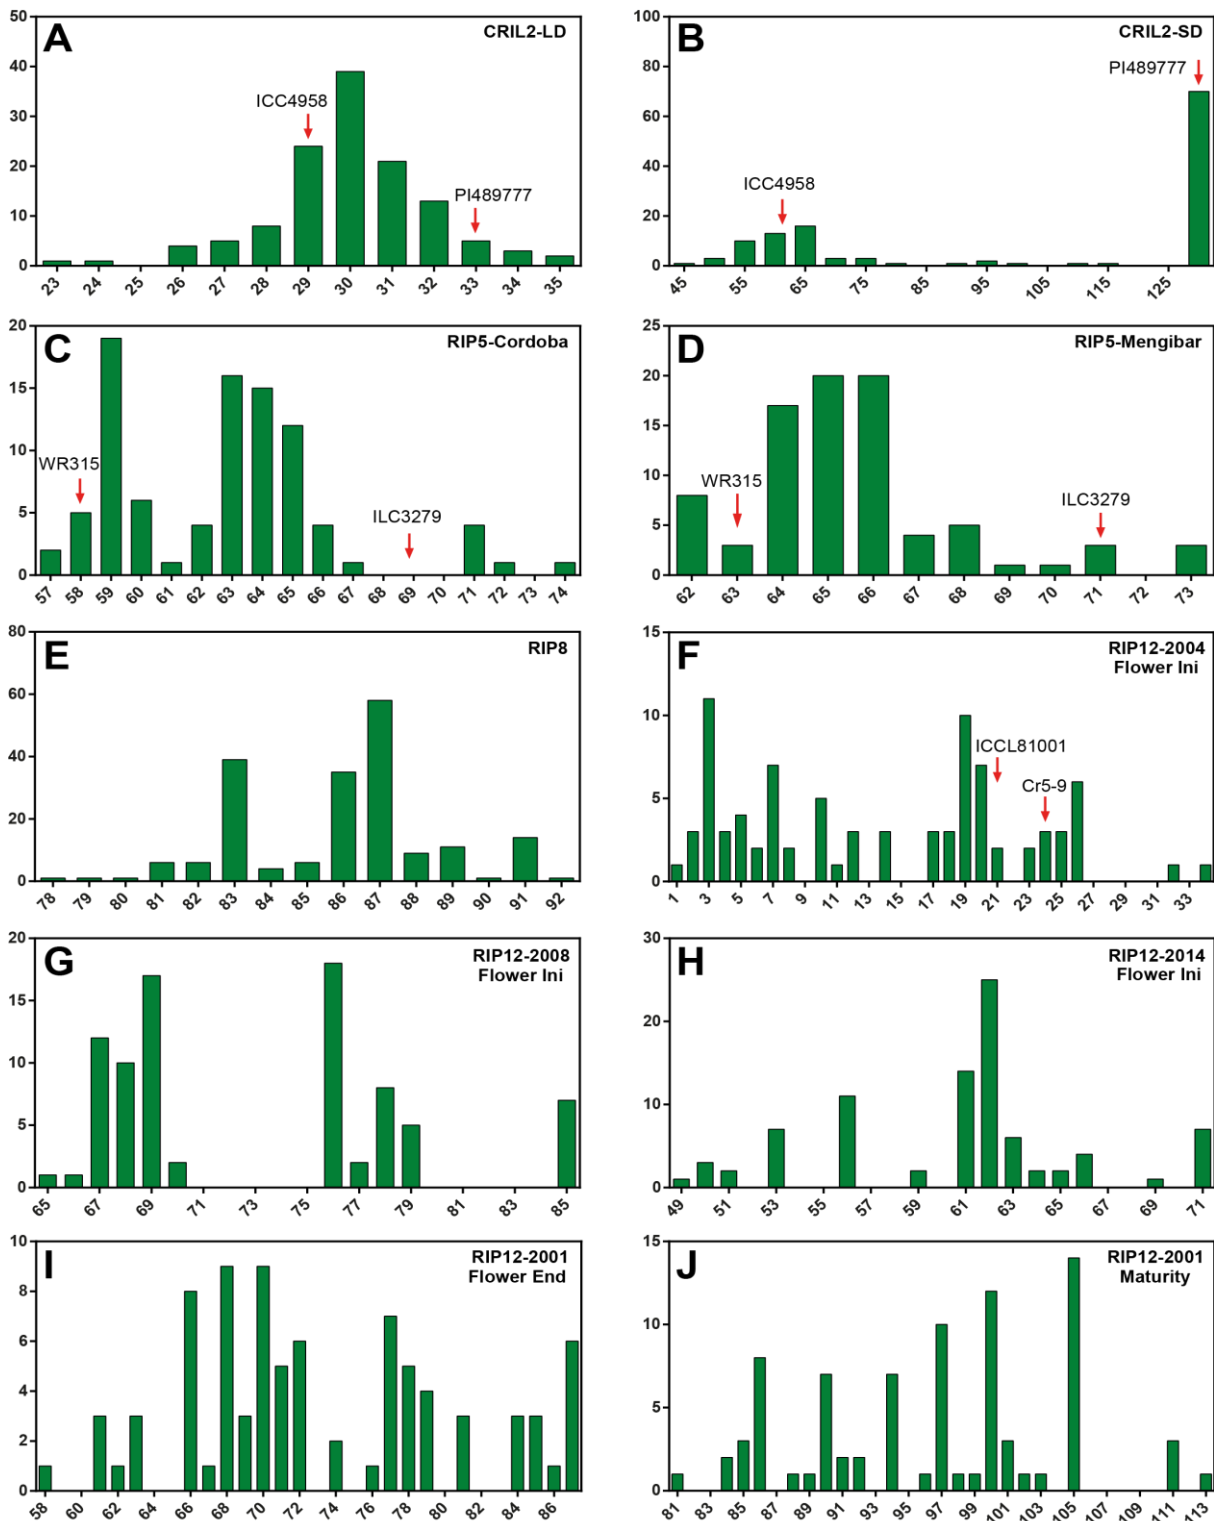 A
CRIL2-LD
ICC4958
PI489777
50
40
30
20
10
0
23 24 25 26 27 28 29 30 31 32 33 34 35
B
CRIL2-SD
PI489777
ICC4958
100
80
60
40
20
0
45 55 65 75 85 95 105 115 125
C
RIP5-Cordoba
WR315
ILC3279
20
15
10
5
0
57 58 59 60 61 62 63 64 65 66 67 68 69 70 71 72 73 74
D
RIP5-Mengibar
WR315
ILC3279
25
20
15
10
5
0
62 63 64 65 66 67 68 69 70 71 72 73
E
RIP8
80
60
40
20
0
78 79 80 81 82 83 84 85 86 87 88 89 90 91 92
F
RIP12-2004
Flower Ini
ICCL81001
Cr5-9
15
10
5
0
1 3 5 7 9 11 13 15 17 19 21 23 25 27 29 31 33
G
RIP12-2008
Flower Ini
20
15
10
5
0
65 67 69 71 73 75 77 79 81 83 85
H
RIP12-2014
Flower Ini
30
20
10
0
49 51 53 55 57 59 61 63 65 67 69 71
I
RIP12-2001
Flower End
10
8
6
4
2
0
58 60 62 64 66 68 70 72 74 76 78 80 82 84 86
J
RIP12-2001
Maturity
15
10
5
0
81 83 85 87 89 91 93 95 97 99 101 103 105 107 109 111 113